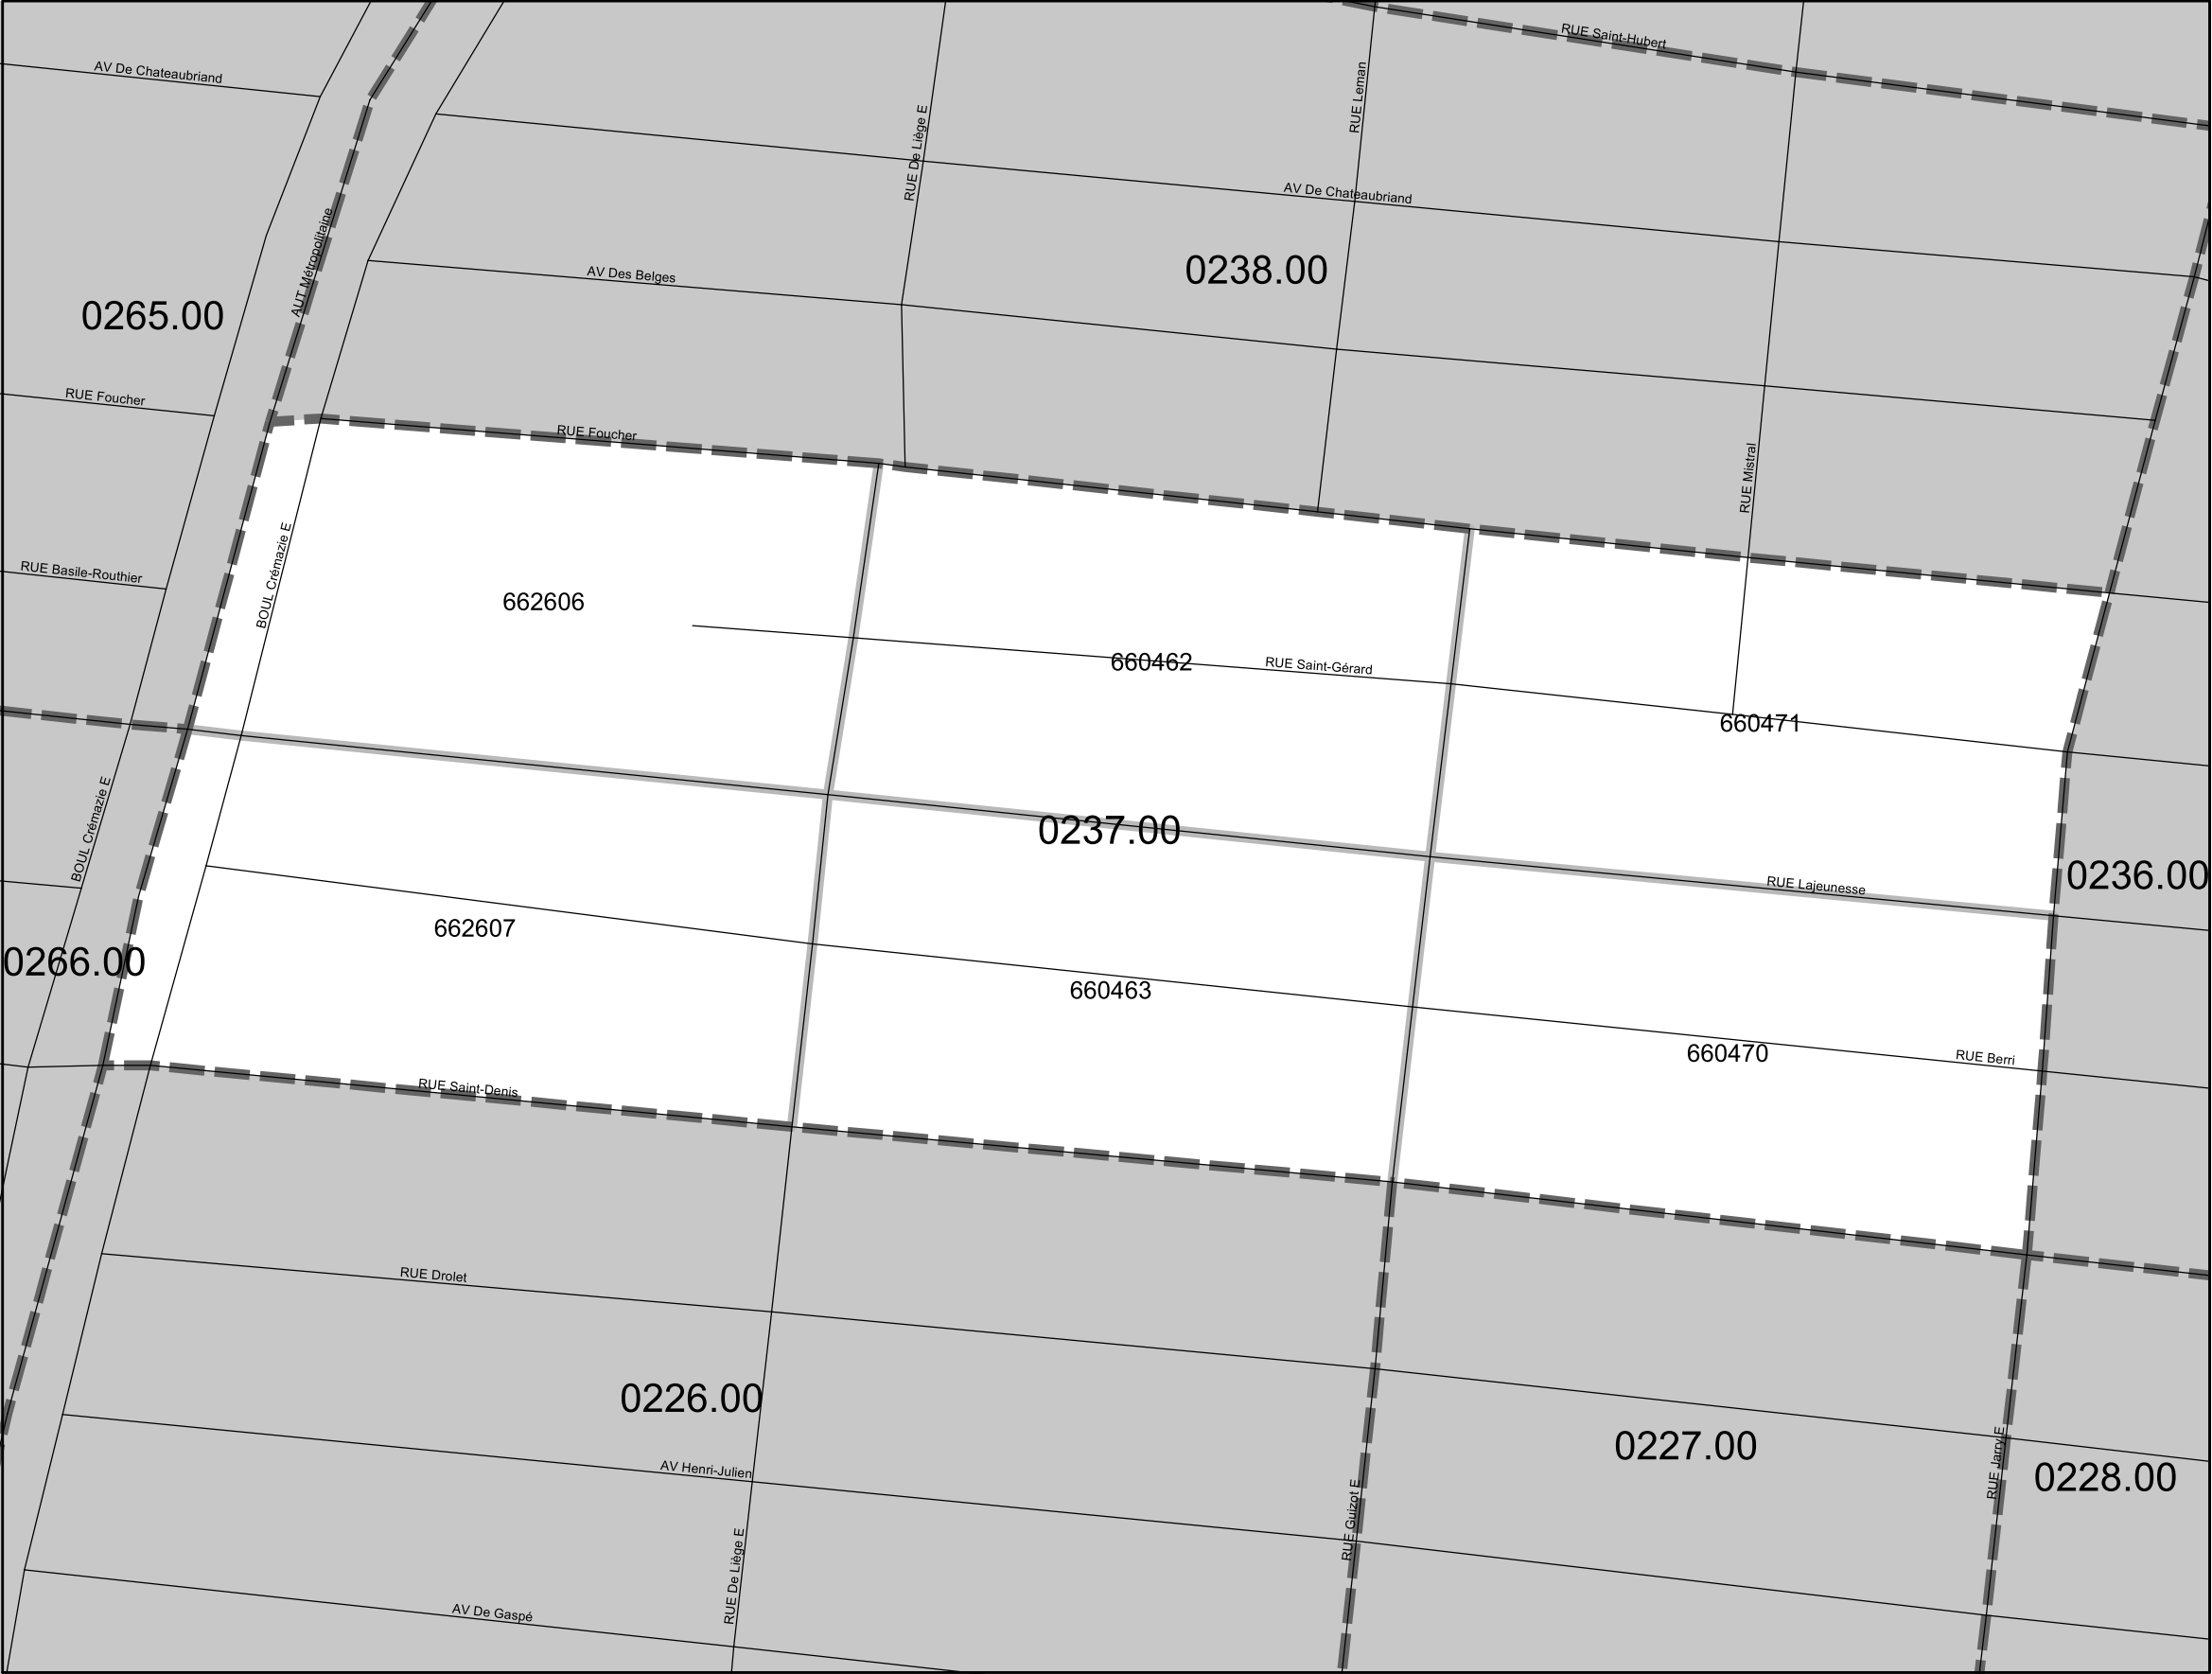 RUE Saint-Hubert
AV De Chateaubriand
RUE Leman
RUE De Liège E
AV De Chateaubriand
AUT Métropolitaine
AV Des Belges
0238.00
0265.00
RUE Foucher
RUE Foucher
RUE Mistral
BOUL Crémazie E
RUE Basile-Routhier
662606
660462
RUE Saint-Gérard
660471
BOUL Crémazie E
0237.00
RUE Lajeunesse
0236.00
662607
0266.00
660463
660470
RUE Berri
RUE Saint-Denis
RUE Drolet
0226.00
0227.00
RUE Jarry E
0228.00
AV Henri-Julien
RUE Guizot E
RUE De Liège E
AV De Gaspé